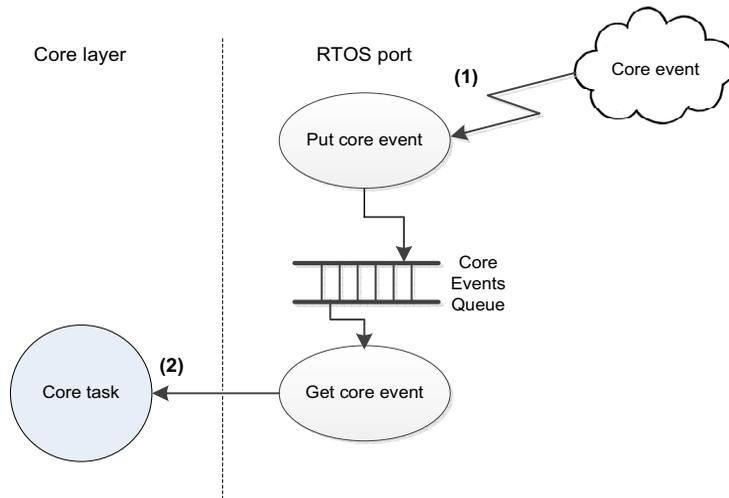 Core layer
RTOS port
Core event
(1)
Put core event
Core
Events
Queue
(2)
Core task
Get core event